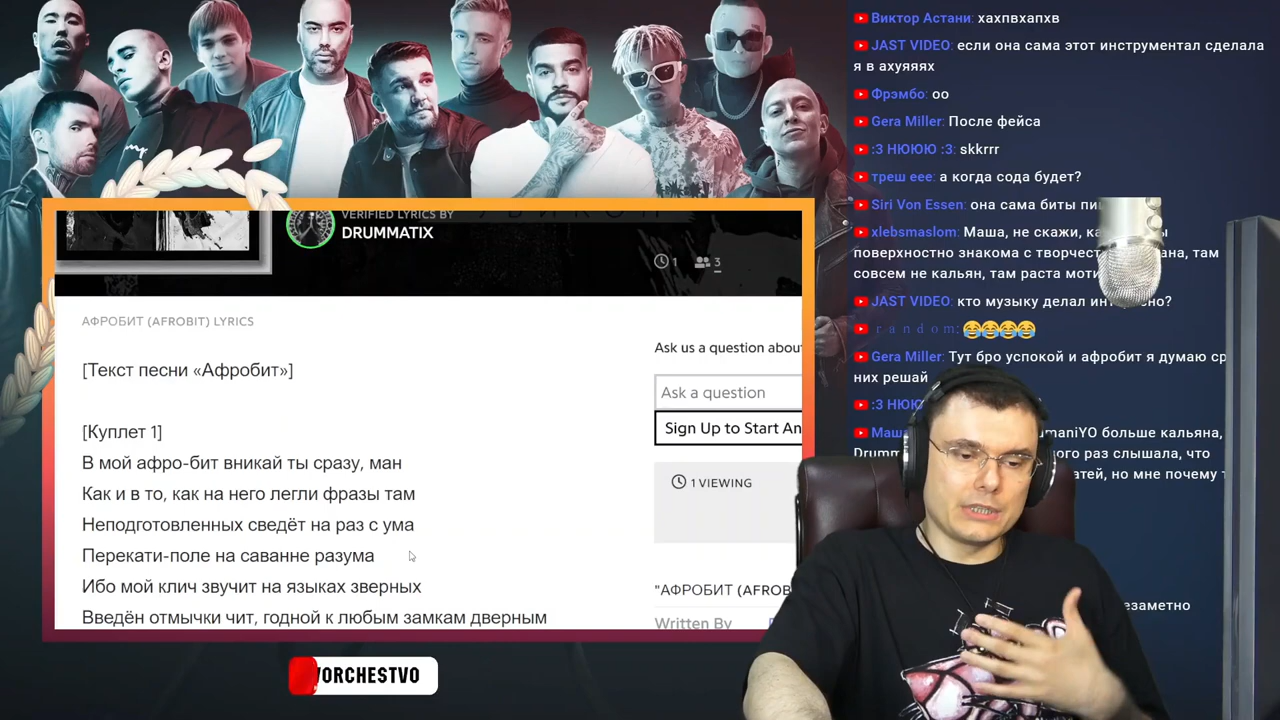 VERIFIED LYRICS BY
DRUMMATIX
1
3
АФРОБИТ (AFROBIT) LYRICS
[Текст песни «Афробит»]
[Куплет 1]
В мой афро-бит вникай ты сразу, ман
Как и в то, как на него легли фразы там
Неподготовленных сведёт на раз с ума
Перекати-поле на саванне разума
Ибо мой клич звучит на языках зверных
Введён отмычки чит, годной к любым замкам дверным
Ask us a question about
Ask a question
Sign Up to Start An
1 VIEWING
"АФРОБИТ (AFROB
Written By
VORCHESTVO
Виктор Астани: хахпвхапхв
JAST VIDEO: если она сама этот инструментал сделала
я в ахуяяях
Фрэмбо: оо
Gera Miller: После фейса
:3 НЮЮЮ :3: skkrrr
треш еее: а когда сода будет?
Siri Von Essen: она сама биты
xlebsmaslom: Маша, не скажи,
поверхностно знакома с творчест там
совсем не кальян, там раста моти
JAST VIDEO: кто музыку делал
random: 😂😂😂😂
Gera Miller: Тут бро успокой и афробит я думаю ср
них решай
:3 НЮЮ
umaniYO больше кальяна,
Drumm раз слышала, что
но мне почему т
езаметно